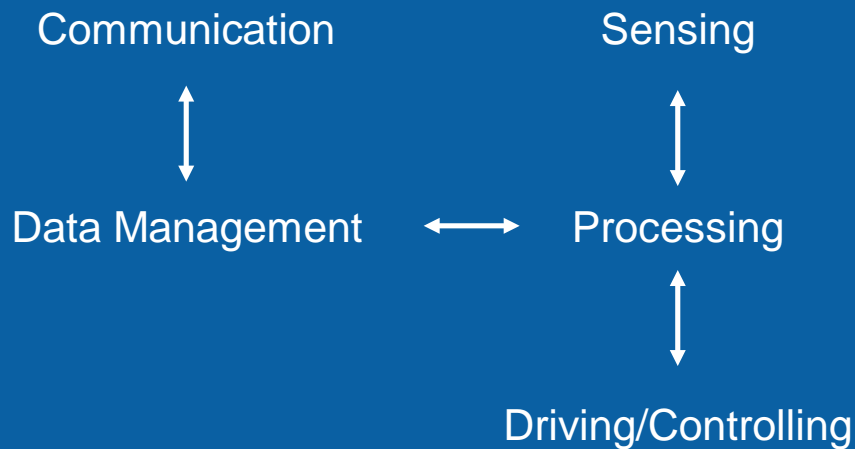 Communication
Sensing
Data Management
Processing
Driving/Controlling